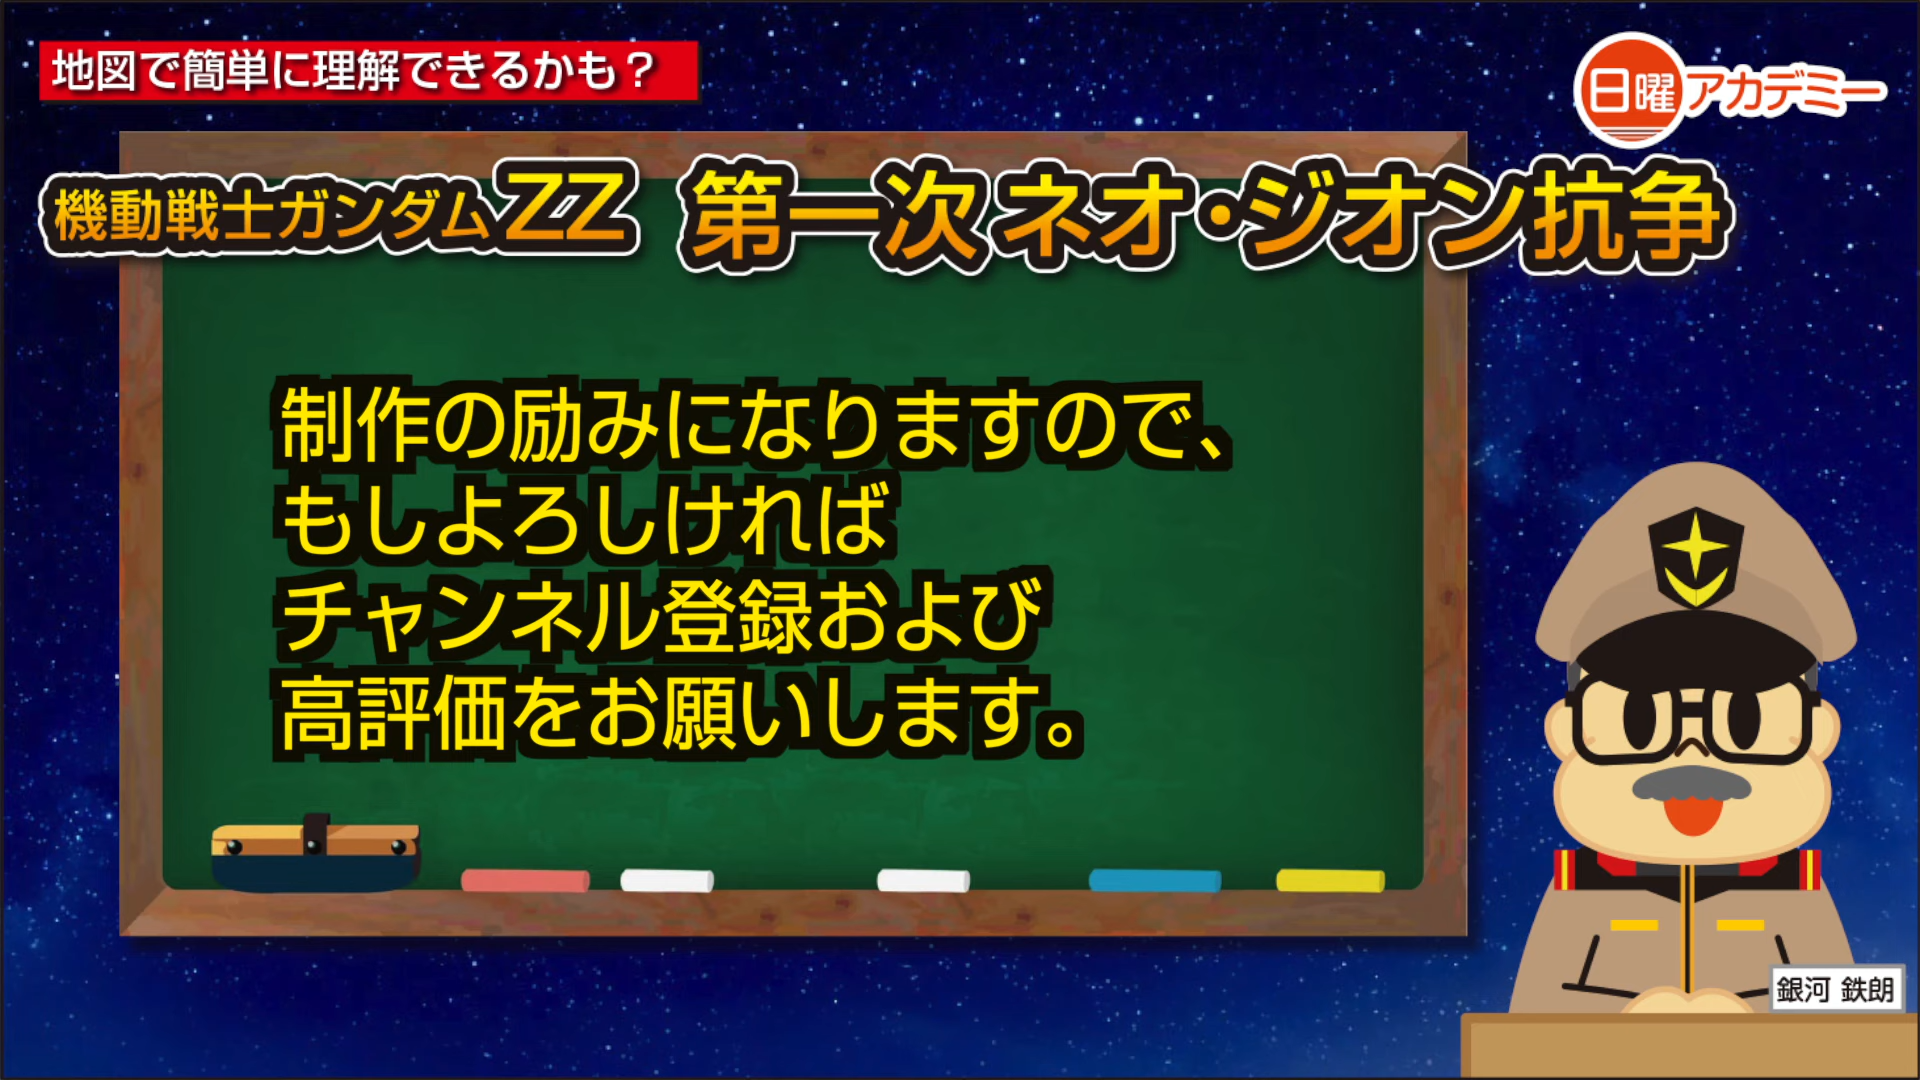 地図で簡単に理解できるかも？
日曜アカデミー
機動戦士ガンダムZZ 第一次ネオ・ジオン抗争
制作の励みになりますので、
もしよろしければ
チャンネル登録および
高評価をお願いします。
銀河 鉄朗